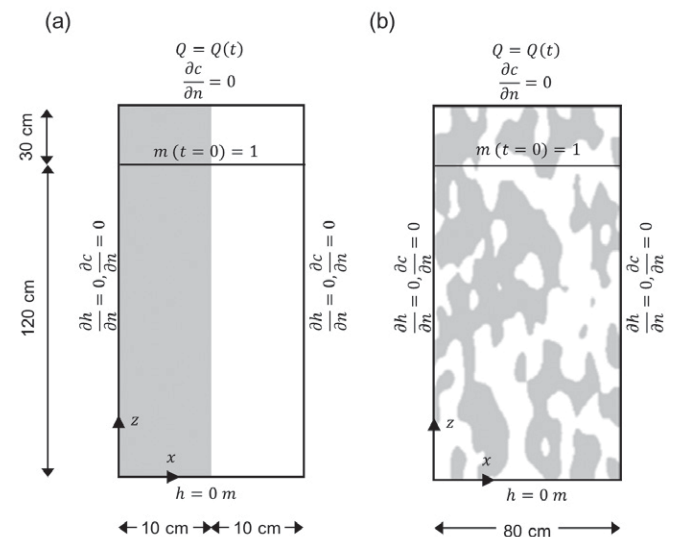 (a)
Q = Q(t)
∂c/∂n = 0
30 cm
m (t = 0) = 1
120 cm
∂h/∂n = 0, ∂c/∂n = 0
∂h/∂n = 0, ∂c/∂n = 0
z
x
h = 0 m
10 cm 10 cm
(b)
Q = Q(t)
∂c/∂n = 0
m (t = 0) = 1
∂h/∂n = 0, ∂c/∂n = 0
∂h/∂n = 0, ∂c/∂n = 0
z
x
h = 0 m
80 cm